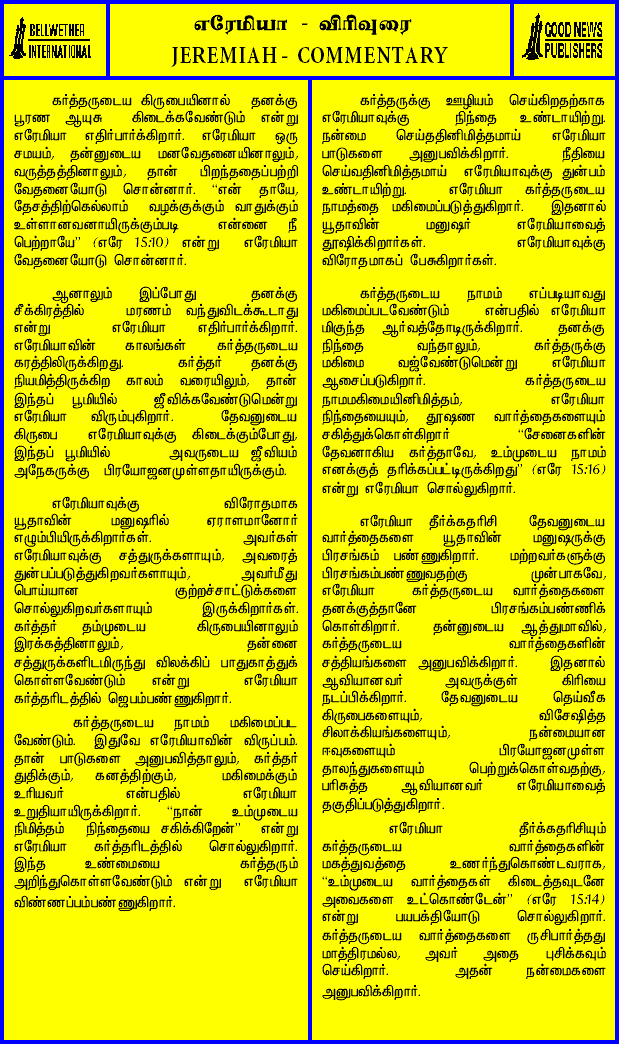 BELLWETHER
INTERNATIONAL
எரேமியா - விரிவுரை
JEREMIAH - COMMENTARY
GOOD NEWS
PUBLISHERS
கர்த்தருடைய கிருபையினால் தனக்கு
பூரண ஆயுசு கிடைக்கவேண்டும் என்று
எரேமியா எதிர்பார்க்கிறார். எரேமியா ஒரு
சமயம், தன்னுடைய மனவேதனையினாலும்,
வருத்தத்தினாலும், தான் பிறந்ததைப்பற்றி
வேதனையோடு சொன்னார். “என் தாயே,
தேசத்திற்கெல்லாம் வழக்குக்கும் வாதுக்கும்
உள்ளானவனாயிருக்கும்படி என்னை நீ
பெற்றாயே” (எரே 15:10) என்று எரேமியா
வேதனையோடு சொன்னார்.
ஆனாலும் இப்போது தனக்கு
சீக்கிரத்தில் மரணம் வந்துவிடக்கூடாது
என்று எரேமியா எதிர்பார்க்கிறார்.
எரேமியாவின் காலங்கள் கர்த்தருடைய
கரத்திலிருக்கிறது. கர்த்தர் தனக்கு
நியமித்திருக்கிற காலம் வரையிலும், தான்
இந்தப் பூமியில் ஜீவிக்கவேண்டுமென்று
எரேமியா விரும்புகிறார். தேவனுடைய
கிருபை எரேமியாவுக்கு கிடைக்கும்போது,
இந்தப் பூமியில் அவருடைய ஜீவியம்
அநேகருக்கு பிரயோஜனமுள்ளதாயிருக்கும்.
எரேமியாவுக்கு விரோதமாக
யூதாவின் மனுஷரில் ஏராளமானோர்
எழும்பியிருக்கிறார்கள். அவர்கள்
எரேமியாவுக்கு சத்துருக்களாயும், அவரைத்
துன்பப்படுத்துகிறவர்களாயும், அவர்மீது
பொய்யான குற்றச்சாட்டுக்களை
சொல்லுகிறவர்களாயும் இருக்கிறார்கள்.
கர்த்தர் தம்முடைய கிருபையினாலும்
இரக்கத்தினாலும், தன்னை
சத்துருக்களிடமிருந்து விலக்கிப் பாதுகாத்துக்
கொள்ளவேண்டும் என்று எரேமியா
கர்த்தரிடத்தில் ஜெபம்பண்ணுகிறார்.
கர்த்தருடைய நாமம் மகிமைப்பட
வேண்டும். இதுவே எரேமியாவின் விருப்பம்.
தான் பாடுகளை அனுபவித்தாலும், கர்த்தர்
துதிக்கும், கனத்திற்கும், மகிமைக்கும்
உரியவர் என்பதில் எரேமியா
உறுதியாயிருக்கிறார். “நான் உம்முடைய
நிமித்தம் நிந்தையை சகிக்கிறேன்” என்று
எரேமியா கர்த்தரிடத்தில் சொல்லுகிறார்.
இந்த உண்மையை கர்த்தரும்
அறிந்துகொள்ளவேண்டும் என்று எரேமியா
விண்ணப்பம்பண்ணுகிறார்.
கர்த்தருக்கு ஊழியம் செய்கிறதற்காக
எரேமியாவுக்கு நிந்தை உண்டாயிற்று.
நன்மை செய்ததினிமித்தமாய் எரேமியா
பாடுகளை அனுபவிக்கிறார். நீதியை
செய்வதினிமித்தமாய் எரேமியாவுக்கு துன்பம்
உண்டாயிற்று. எரேமியா கர்த்தருடைய
நாமத்தை மகிமைப்படுத்துகிறார். இதனால்
யூதாவின் மனுஷர் எரேமியாவைத்
தூஷிக்கிறார்கள். எரேமியாவுக்கு
விரோதமாகப் பேசுகிறார்கள்.
கர்த்தருடைய நாமம் எப்படியாவது
மகிமைப்படவேண்டும் என்பதில் எரேமியா
மிகுந்த ஆர்வத்தோடிருக்கிறார். தனக்கு
நிந்தை வந்தாலும், கர்த்தருக்கு
மகிமை வஜ்வேண்டுமென்று எரேமியா
ஆசைப்படுகிறார். கர்த்தருடைய
நாமமகிமையினிமித்தம், எரேமியா
நிந்தையையும், தூஷண வார்த்தைகளையும்
சகித்துக்கொள்கிறார் “சேனைகளின்
தேவனாகிய கர்த்தாவே, உம்முடைய நாமம்
எனக்குத் தரிக்கப்பட்டிருக்கிறது” (எரே 15:16)
என்று எரேமியா சொல்லுகிறார்.
எரேமியா தீர்க்கதரிசி தேவனுடைய
வார்த்தைகளை யூதாவின் மனுஷருக்கு
பிரசங்கம் பண்ணுகிறார். மற்றவர்களுக்கு
பிரசங்கம்பண்ணுவதற்கு முன்பாகவே,
எரேமியா கர்த்தருடைய வார்த்தைகளை
தனக்குத்தானே பிரசங்கம்பண்ணிக்
கொள்கிறார். தன்னுடைய ஆத்துமாவில்,
கர்த்தருடைய வார்த்தைகளின்
சத்தியங்களை அனுபவிக்கிறார். இதனால்
ஆவியானவர் அவருக்குள் கிரியை
நடப்பிக்கிறார். தேவனுடைய தெய்வீக
கிருபைகளையும், விசேஷித்த
சிலாக்கியங்களையும், நன்மையான
ஈவுகளையும் பிரயோஜனமுள்ள
தாலந்துகளையும் பெற்றுக்கொள்வதற்கு,
பரிசுத்த ஆவியானவர் எரேமியாவைத்
தகுதிப்படுத்துகிறார்.
எரேமியா தீர்க்கதரிசியும்
கர்த்தருடைய வார்த்தைகளின்
மகத்துவத்தை உணர்ந்துகொண்டவராக,
“உம்முடைய வார்த்தைகள் கிடைத்தவுடனே
அவைகளை உட்கொண்டேன்” (எரே 15:14)
என்று பயபக்தியோடு சொல்லுகிறார்.
கர்த்தருடைய வார்த்தைகளை ருசிபார்த்தது
மாத்திரமல்ல, அவர் அதை புசிக்கவும்
செய்கிறார். அதன் நன்மைகளை
அனுபவிக்கிறார்.